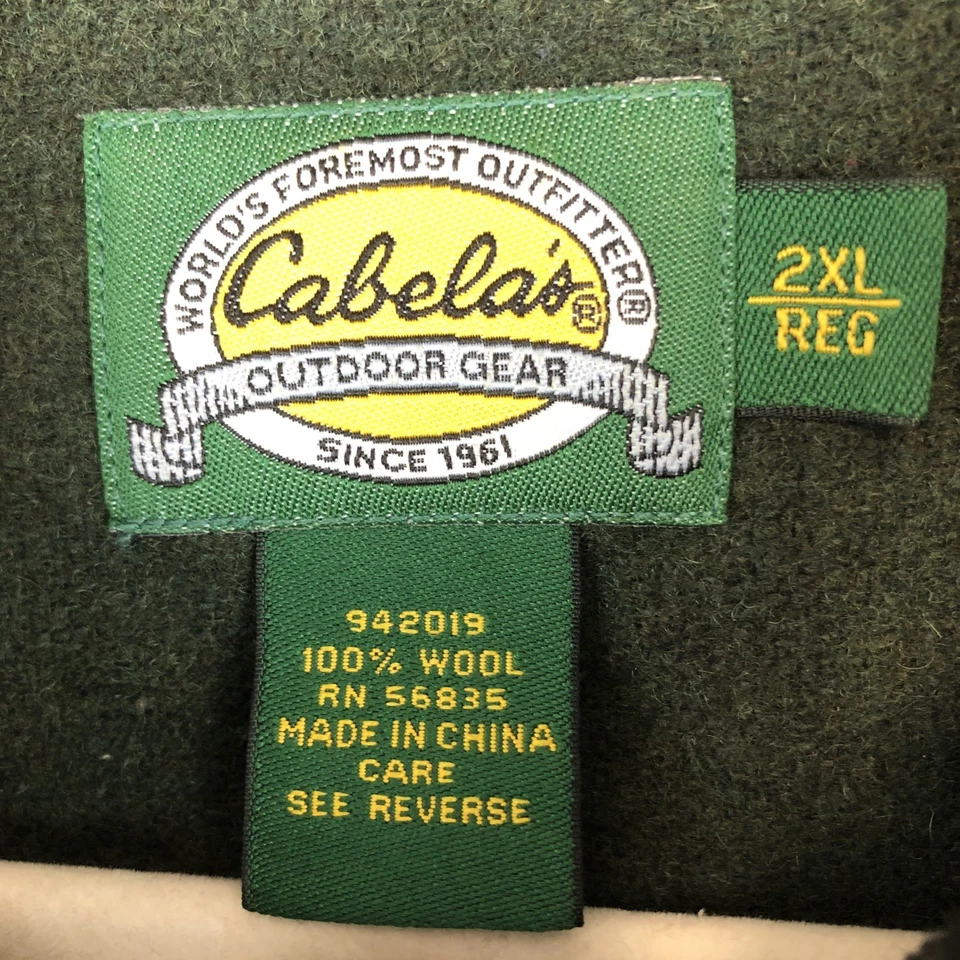 WORLD'S FOREMOST OUTFITTER®
Cabela's®
OUTDOOR GEAR
SINCE 1961
2XL
REG
942019
100% WOOL
RN 56835
MADE IN CHINA
CARE
SEE REVERSE